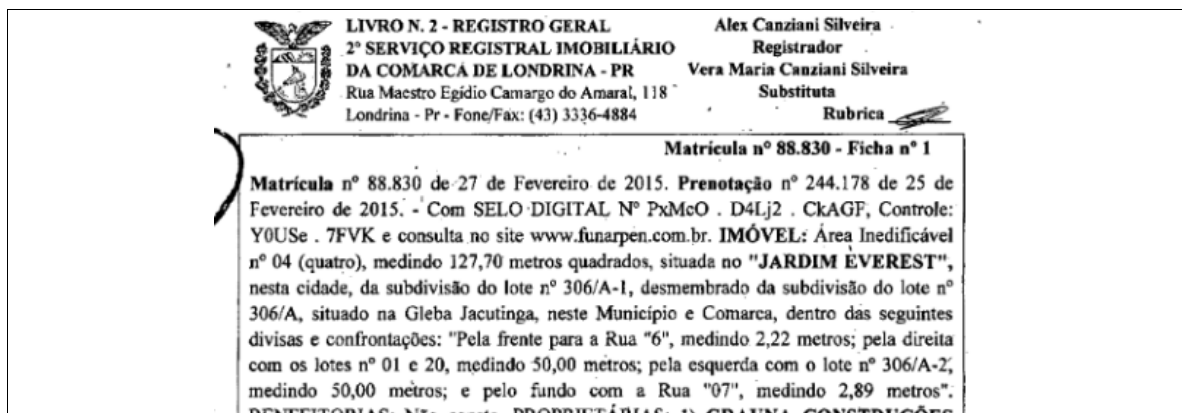 LIVRO N. 2 - REGISTRO GERAL
2º SERVIÇO REGISTRAL IMOBILIÁRIO
DA COMARCA DE LONDRINA - PR
Rua Maestro Egídio Camargo do Amaral, 118
Londrina - Pr - Fone/Fax: (43) 3336-4884
Alex Canziani Silveira
Registrador
Vera Maria Canziani Silveira
Substituta
Rubrica
Matrícula nº 88.830 - Ficha nº 1
Matrícula nº 88.830 de 27 de Fevereiro de 2015. Prenotação nº 244.178 de 25 de
Fevereiro de 2015. - Com SELO DIGITAL Nº PxMcO . D4Lj2 . CkAGF, Controle:
Y0USe . 7FVK e consulta no site www.funarpen.com.br. IMÓVEL: Área Inedificável
nº 04 (quatro), medindo 127,70 metros quadrados, situada no "JARDIM EVEREST",
nesta cidade, da subdivisão do lote nº 306/A-1, desmembrado da subdivisão do lote nº
306/A, situado na Gleba Jacutinga, neste Município e Comarca, dentro das seguintes
divisas e confrontações: "Pela frente para a Rua "6", medindo 2,22 metros; pela direita
com os lotes nº 01 e 20, medindo 50,00 metros; pela esquerda com o lote nº 306/A-2,
medindo 50,00 metros; e pelo fundo com a Rua "07", medindo 2,89 metros".
BENFEITORIAS: Não consta. PROPRIETÁRIAS: 1) GRAUNA CONSTRUÇÕES